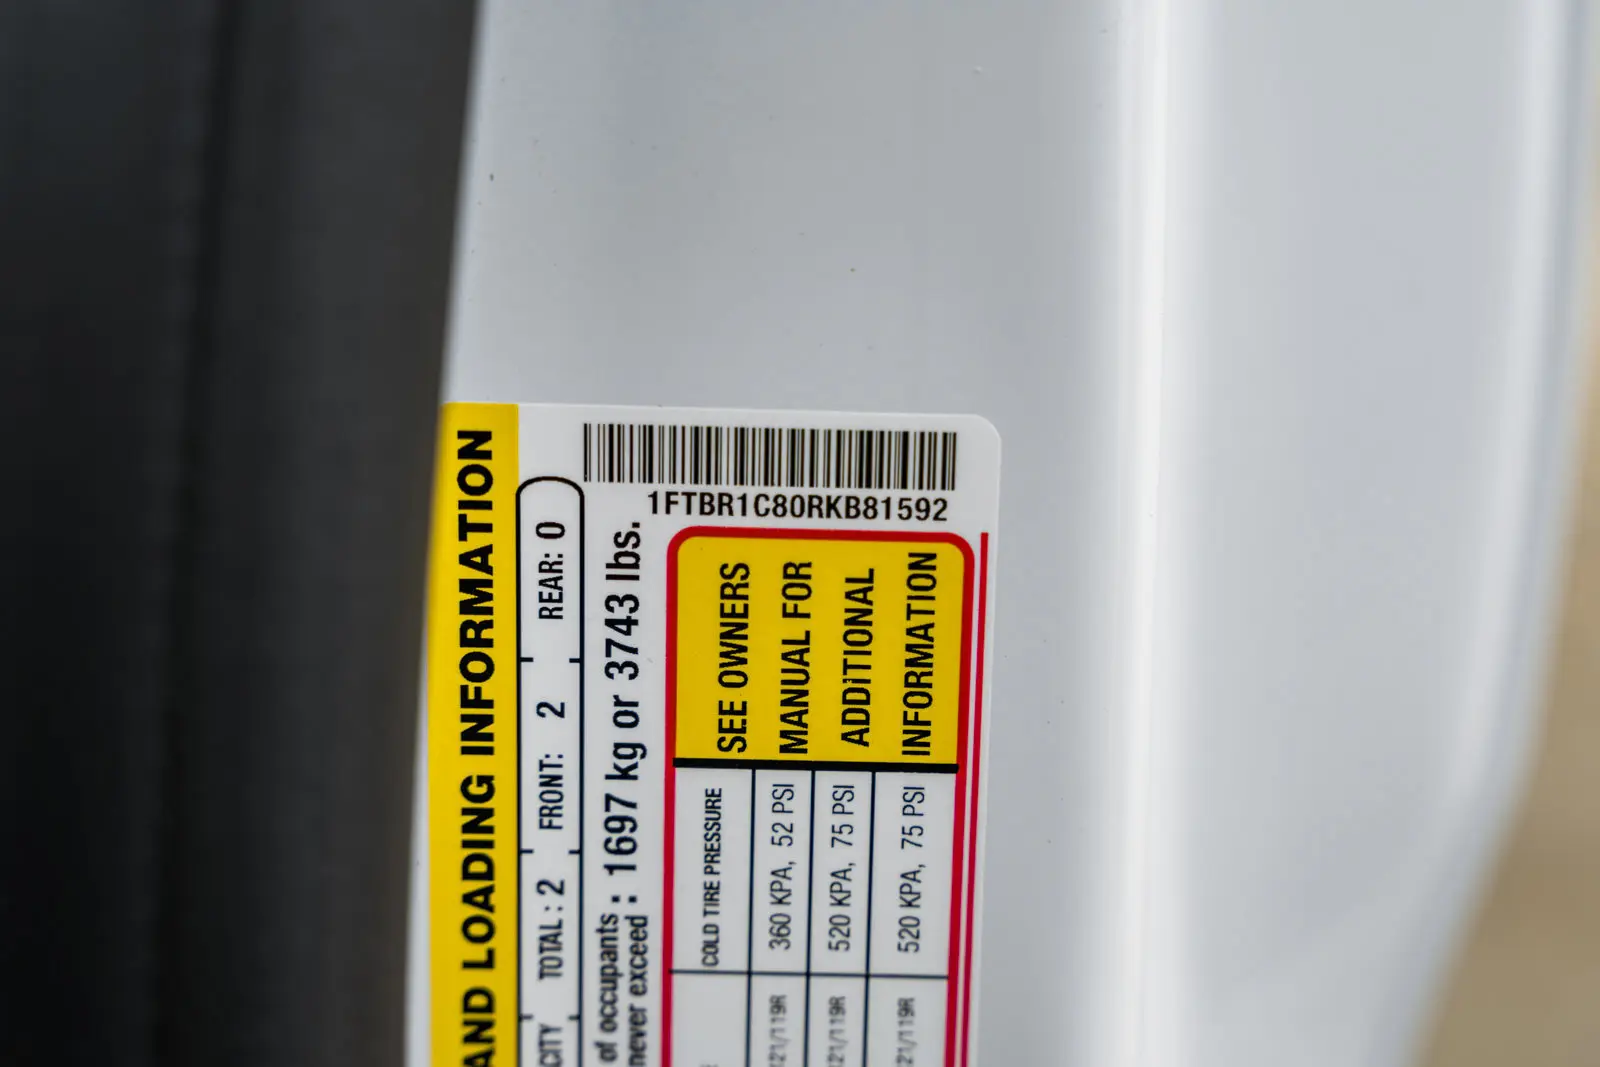 1FTBR1C80RKB81592
AND LOADING INFORMATION
TOTAL : 2 FRONT: 2 REAR: 0
of occupants : 1697 kg or 3743 lbs.
never exceed :
SEE OWNERS
MANUAL FOR
ADDITIONAL
INFORMATION
COLD TIRE PRESSURE
360 KPA, 52 PSI
520 KPA, 75 PSI
520 KPA, 75 PSI